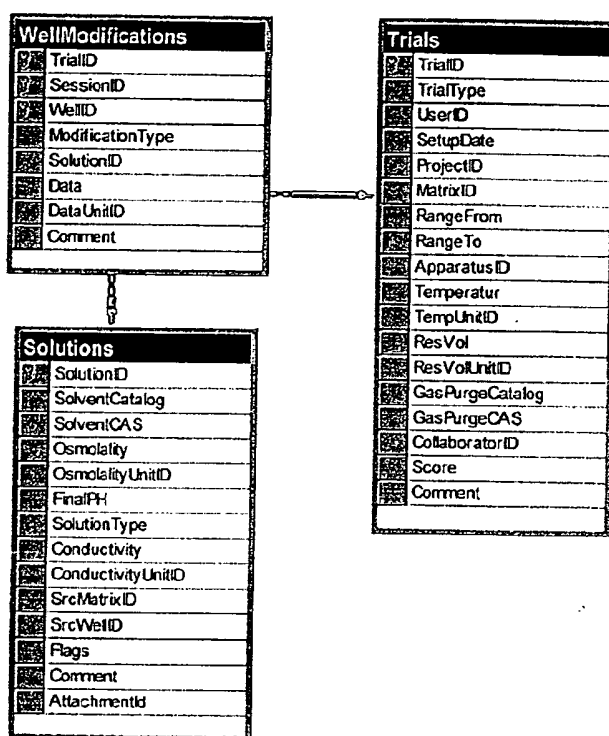 WellModifications
TrialID
SessionID
WellID
ModificationType
SolutionID
Data
DataUnitID
Comment
Trials
TrialID
TrialType
UserID
SetupDate
ProjectID
MatrixID
RangeFrom
RangeTo
ApparatusID
Temperatur
TempUnitID
ResVol
ResVolUnitID
GasPurgeCatalog
GasPurgeCAS
CollaboratorID
Score
Comment
Solutions
SolutionID
SolventCatalog
SolventCAS
Osmolality
OsmolalityUnitID
FinalPH
SolutionType
Conductivity
ConductivityUnitID
SrcMatrixID
SrcWellID
Flags
Comment
AttachmentId